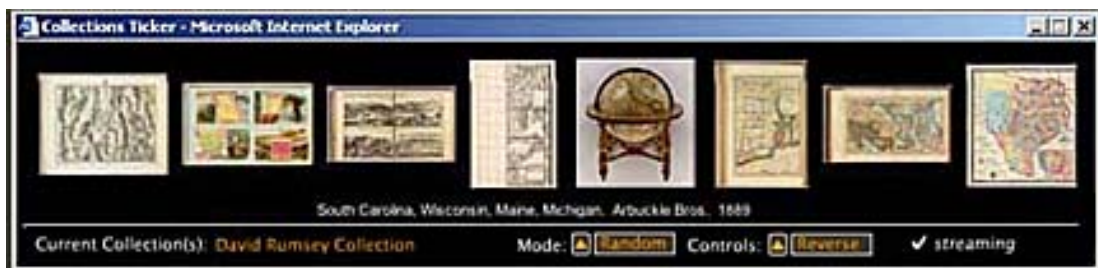 Collections Ticker - Microsoft Internet Explorer
South Carolina, Wisconsin, Maine, Michigan. Arbuckle Bros. 1889
Current Collection(s): David Rumsey Collection Mode: Random Controls: Reverse ✓ streaming